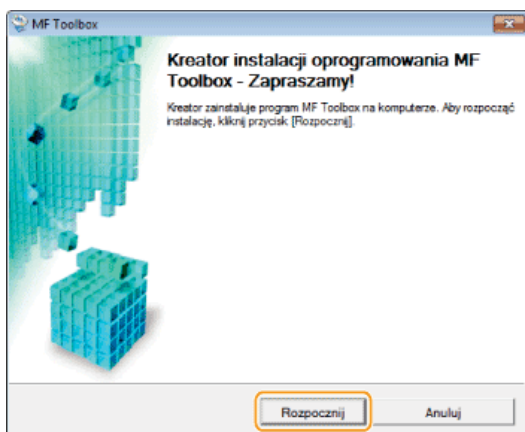 MF Toolbox
Kreator instalacji oprogramowania MF
Toolbox - Zapraszamy!
Kreator zainstaluje program MF Toolbox na komputerze. Aby rozpocząć
instalację, kliknij przycisk [Rozpocznij].
Rozpocznij
Anuluj